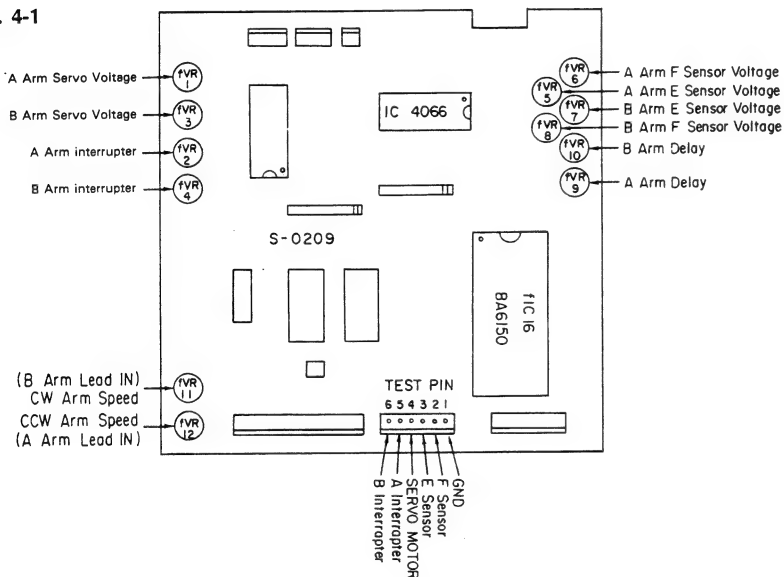 . 4-1
A Arm Servo Voltage
fVR
1
B Arm Servo Voltage
fVR
3
A Arm interrupter
fVR
2
B Arm interrupter
fVR
4
IC 4066
fVR
6
A Arm F Sensor Voltage
fVR
5
A Arm E Sensor Voltage
fVR
7
B Arm E Sensor Voltage
fVR
8
B Arm F Sensor Voltage
fVR
10
B Arm Delay
fVR
9
A Arm Delay
S-0209
fIC 16
BA6150
(B Arm Lead IN)
CW Arm Speed
fVR
11
CCW Arm Speed
(A Arm Lead IN)
fVR
12
TEST PIN
6 5 4 3 2 1
GND
F Sensor
E Sensor
SERVO MOTOR
A Interrapter
B Interrapter